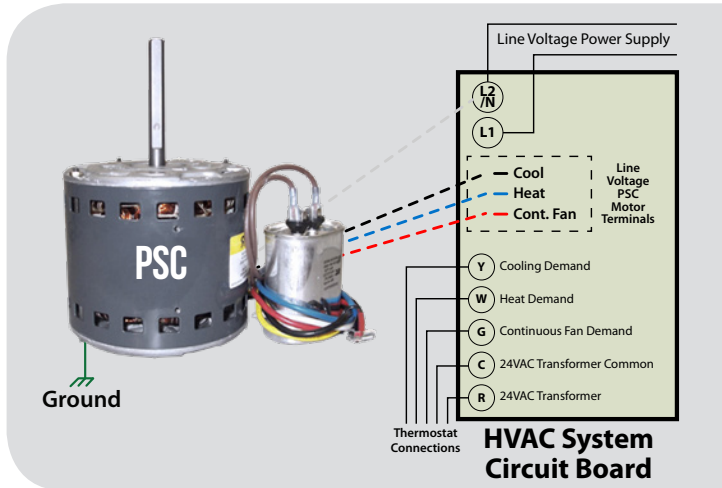 Line Voltage Power Supply
L2
/N
L1
Cool
Heat
Cont. Fan
Line
Voltage
PSC
Motor
Terminals
PSC
Y Cooling Demand
W Heat Demand
G Continuous Fan Demand
C 24VAC Transformer Common
R 24VAC Transformer
Ground
Thermostat
Connections
HVAC System
Circuit Board